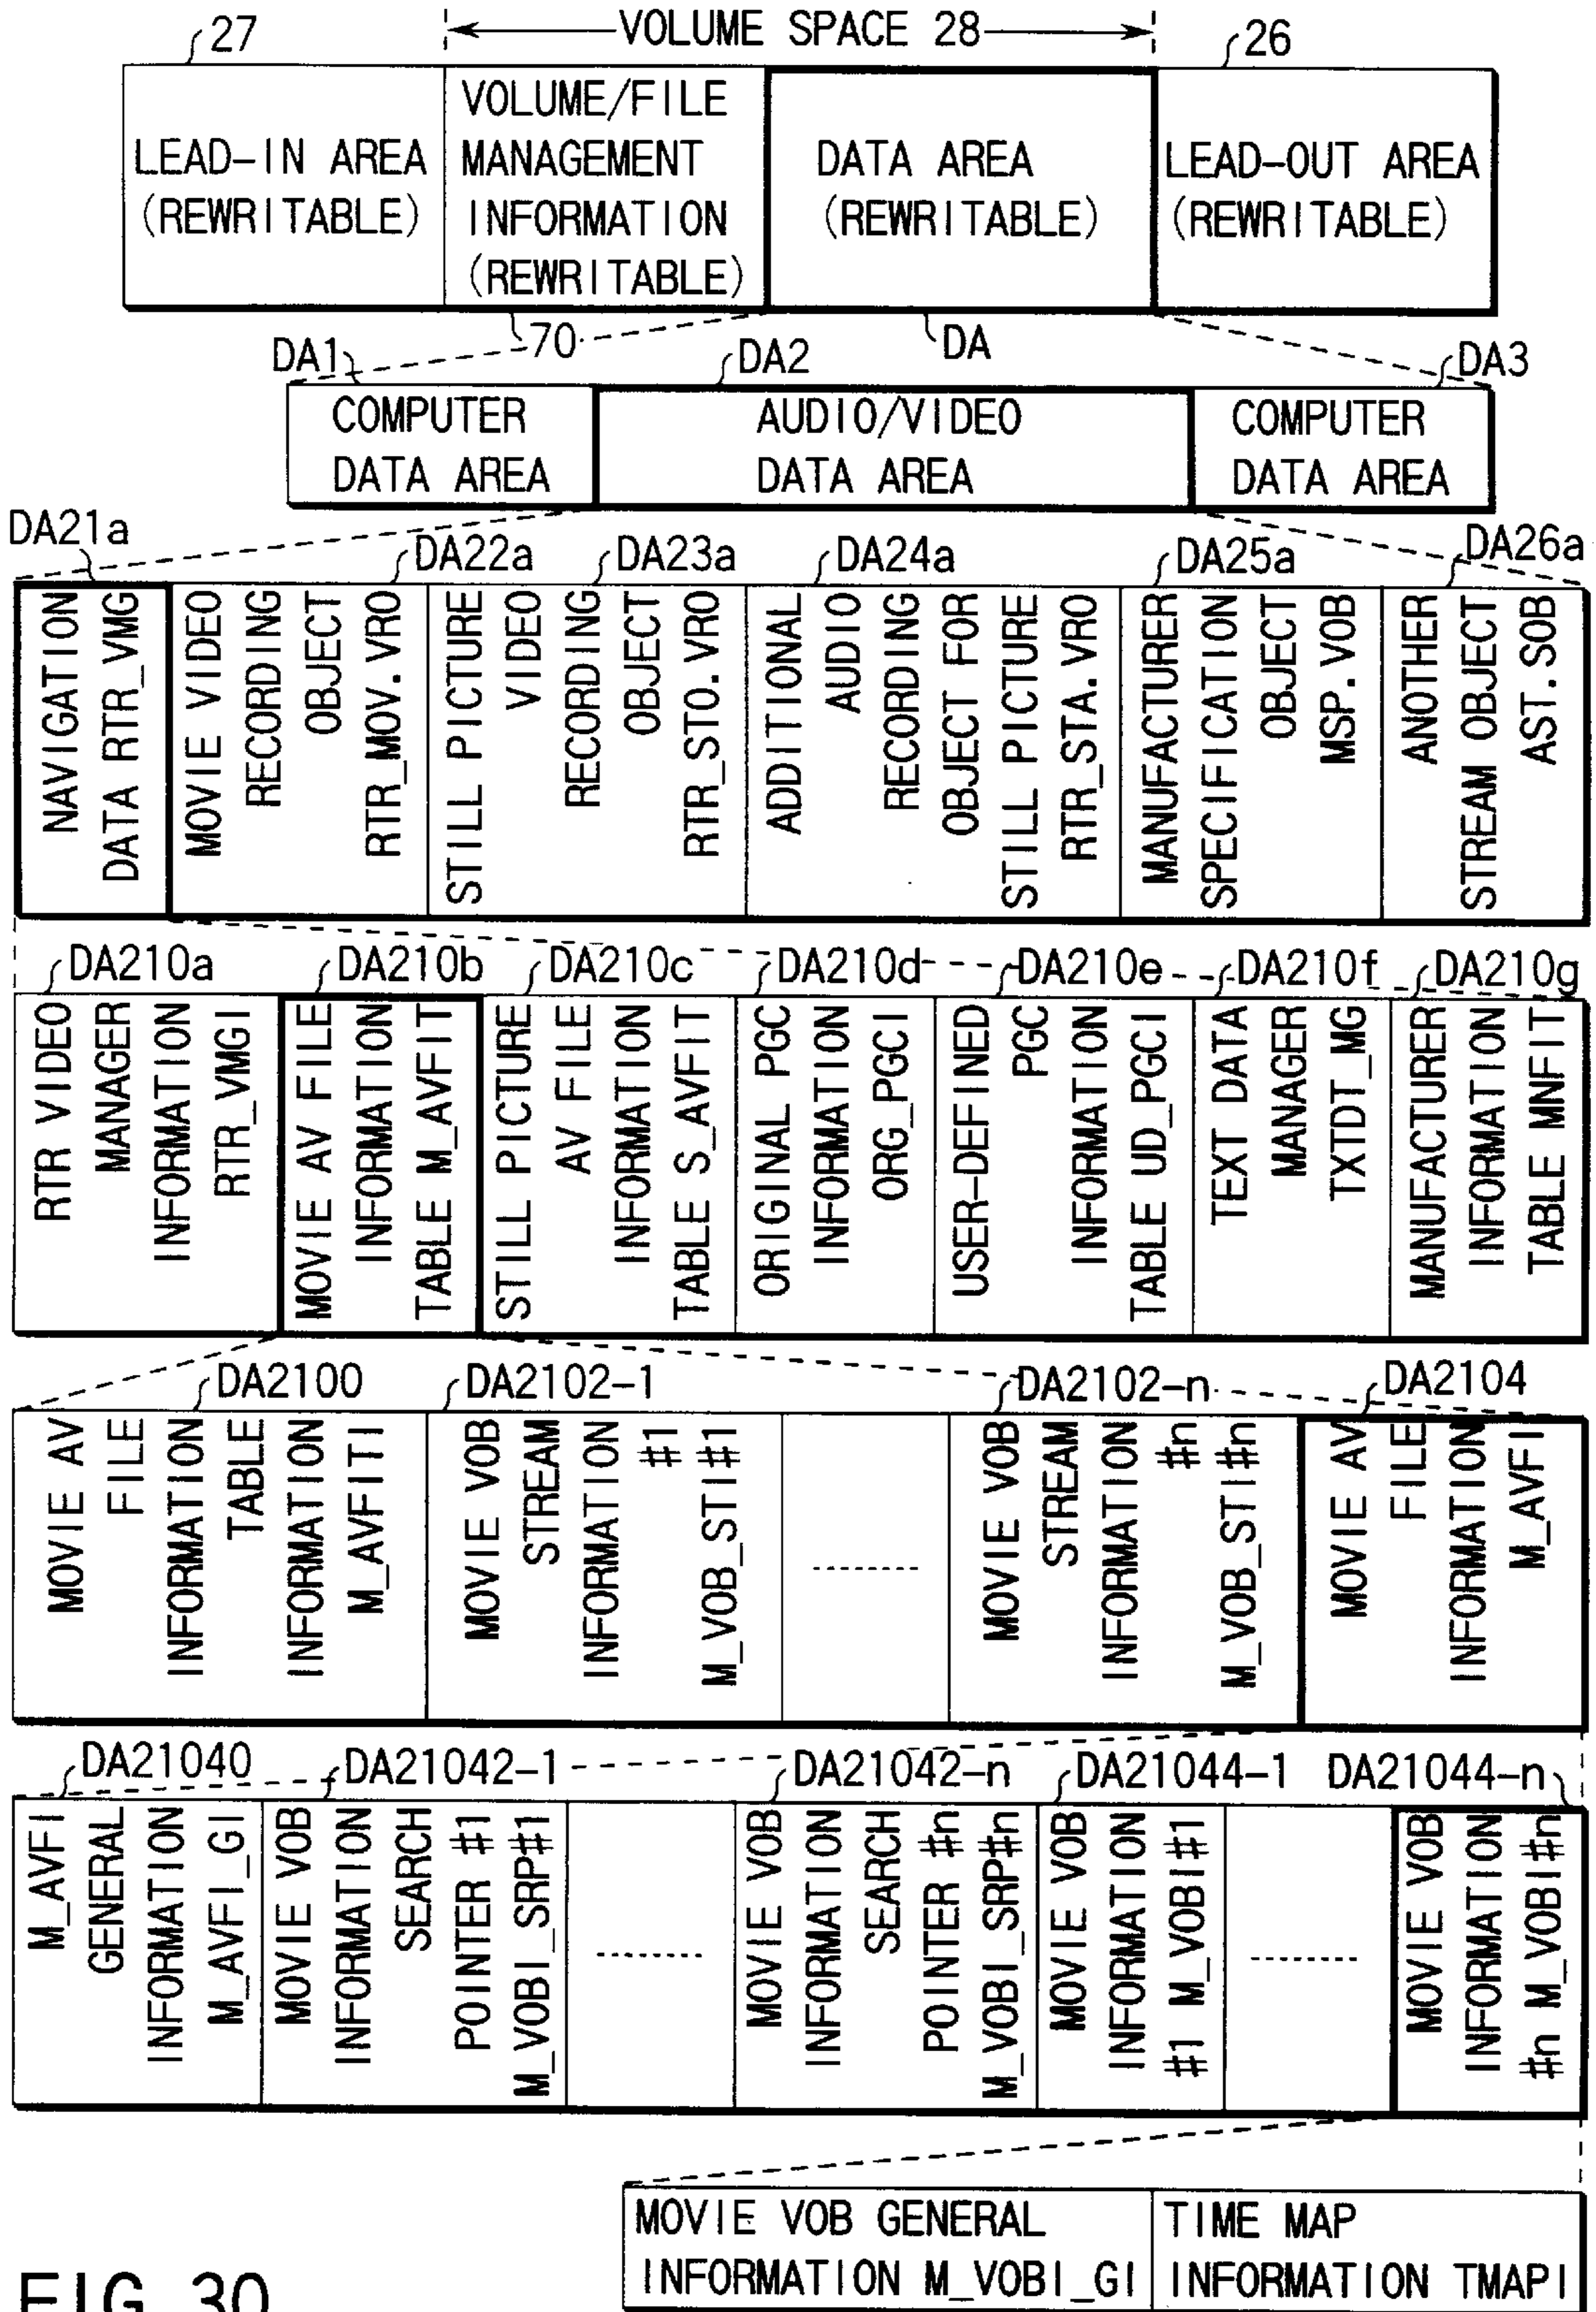 27
VOLUME SPACE 28
26
LEAD-IN AREA
(REWRITABLE)
VOLUME/FILE
MANAGEMENT
INFORMATION
(REWRITABLE)
DATA AREA
(REWRITABLE)
LEAD-OUT AREA
(REWRITABLE)
70
DA
DA1
DA2
DA3
COMPUTER
DATA AREA
AUDIO/VIDEO
DATA AREA
COMPUTER
DATA AREA
DA21a
DA22a
DA23a
DA24a
DA25a
DA26a
NAVIGATION
DATA RTR_VMG
MOVIE VIDEO
RECORDING
OBJECT
RTR_MOV.VRO
STILL PICTURE
VIDEO
RECORDING
OBJECT
RTR_STO.VRO
ADDITIONAL
AUDIO
RECORDING
OBJECT FOR
STILL PICTURE
RTR_STA.VRO
MANUFACTURER
SPECIFICATION
OBJECT
MSP.VOB
ANOTHER
STREAM OBJECT
AST.SOB
DA210a
DA210b
DA210c
DA210d
DA210e
DA210f
DA210g
RTR VIDEO
MANAGER
INFORMATION
RTR_VMGI
MOVIE AV FILE
INFORMATION
TABLE M_AVFIT
STILL PICTURE
AV FILE
INFORMATION
TABLE S_AVFIT
ORIGINAL PGC
INFORMATION
ORG_PGCI
USER-DEFINED
PGC
INFORMATION
TABLE UD_PGCI
TEXT DATA
MANAGER
TXTDT_MG
MANUFACTURER
INFORMATION
TABLE MNFIT
DA2100
DA2102-1
DA2102-n
DA2104
MOVIE AV
FILE
INFORMATION
TABLE
INFORMATION
M_AVFITI
MOVIE VOB
STREAM
INFORMATION
#1
M_VOB_STI#1
MOVIE VOB
STREAM
INFORMATION
#n
M_VOB_STI#n
MOVIE AV
FILE
INFORMATION
M_AVFI
DA21040
DA21042-1
DA21042-n
DA21044-1
DA21044-n
M_AVFI
GENERAL
INFORMATION
M_AVFI_GI
MOVIE VOB
INFORMATION
SEARCH
POINTER #1
M_VOBI_SRP#1
MOVIE VOB
INFORMATION
SEARCH
POINTER #n
M_VOBI_SRP#n
MOVIE VOB
INFORMATION
#1 M_VOBI#1
MOVIE VOB
INFORMATION
#n M_VOBI#n
MOVIE VOB GENERAL
INFORMATION M_VOBI_GI
TIME MAP
INFORMATION TMAPI
FIG. 30